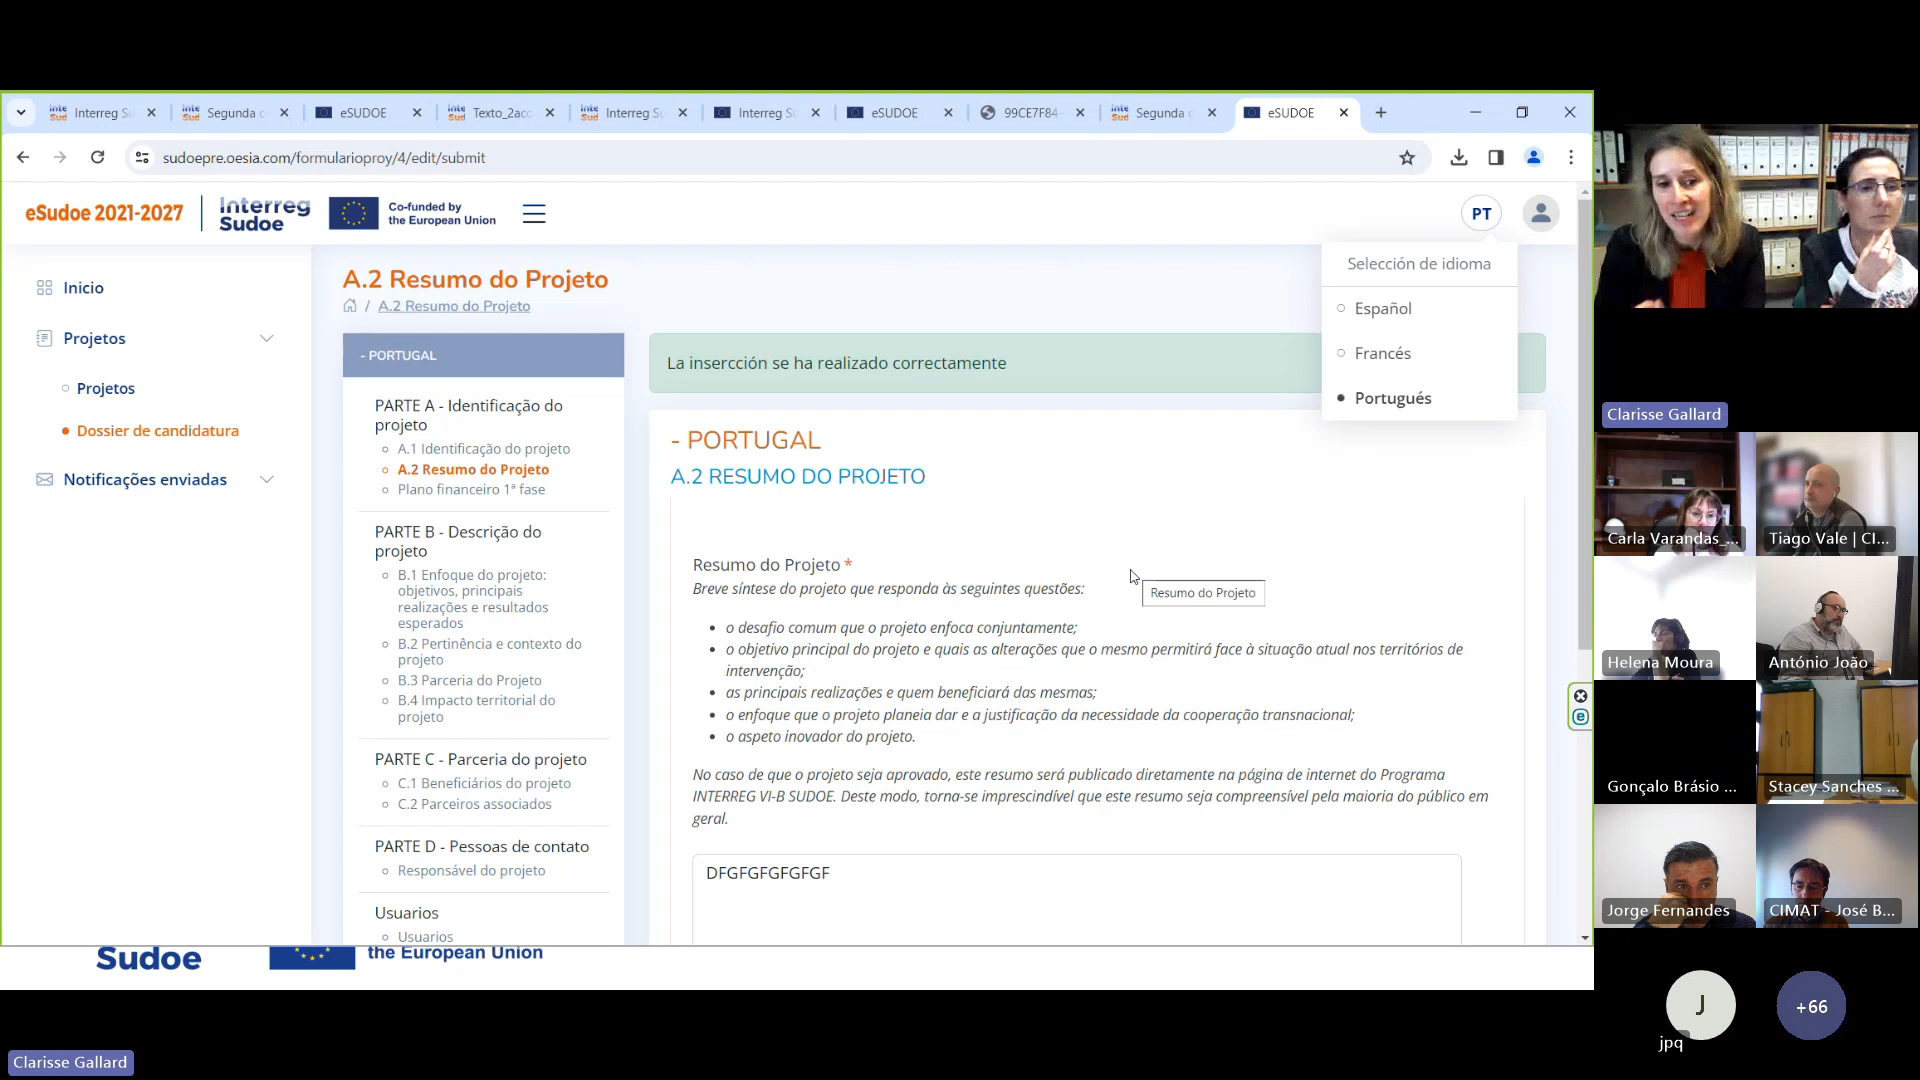 Interreg Su
Segunda c
eSUDOE
Texto_2acc
Interreg Su
Interreg Su
eSUDOE
99CE7F84-
Segunda c
eSUDOE
sudoepre.oesia.com/formularioproy/4/edit/submit
eSudoe 2021-2027
Interreg
Sudoe
Co-funded by
the European Union
PT
Selección de idioma
Español
Francés
Portugués
Inicio
Projetos
Projetos
Dossier de candidatura
Notificações enviadas
A.2 Resumo do Projeto
/ A.2 Resumo do Projeto
- PORTUGAL
PARTE A - Identificação do
projeto
A.1 Identificação do projeto
A.2 Resumo do Projeto
Plano financeiro 1ª fase
PARTE B - Descrição do
projeto
B.1 Enfoque do projeto:
objetivos, principais
realizações e resultados
esperados
B.2 Pertinência e contexto do
projeto
B.3 Parceria do Projeto
B.4 Impacto territorial do
projeto
PARTE C - Parceria do projeto
C.1 Beneficiários do projeto
C.2 Parceiros associados
PARTE D - Pessoas de contato
Responsável do projeto
Usuarios
Usuarios
La insercción se ha realizado correctamente
- PORTUGAL
A.2 RESUMO DO PROJETO
Resumo do Projeto *
Breve síntese do projeto que responda às seguintes questões:
Resumo do Projeto
o desafio comum que o projeto enfoca conjuntamente;
o objetivo principal do projeto e quais as alterações que o mesmo permitirá face à situação atual nos territórios de
intervenção;
as principais realizações e quem beneficiará das mesmas;
o enfoque que o projeto planeia dar e a justificação da necessidade da cooperação transnacional;
o aspeto inovador do projeto.
No caso de que o projeto seja aprovado, este resumo será publicado diretamente na página de internet do Programa
INTERREG VI-B SUDOE. Deste modo, torna-se imprescindível que este resumo seja compreensível pela maioria do público em
geral.
DFGFGFGFGFGF
Sudoe
the European Union
Clarisse Gallard
Carla Varandas_...
Tiago Vale | CI...
Helena Moura
António João
Gonçalo Brásio ...
Stacey Sanches ...
Jorge Fernandes
CIMAT - José B...
J
jpq
+66
Clarisse Gallard